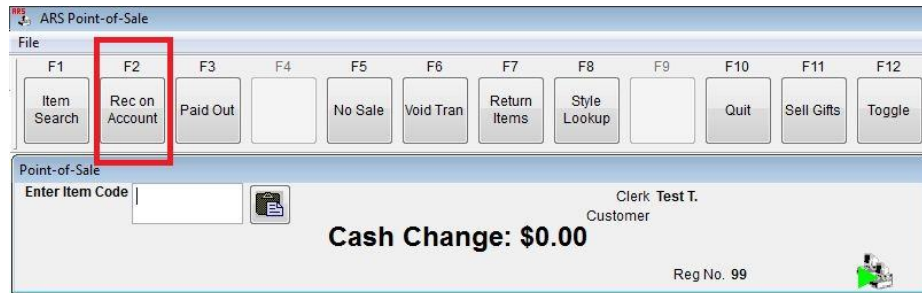 ARS ARS Point-of-Sale
File
F1 F2 F3 F4 F5 F6 F7 F8 F9 F10 F11 F12
Item Search Rec on Account Paid Out No Sale Void Tran Return Items Style Lookup Quit Sell Gifts Toggle
Point-of-Sale
Enter Item Code Clerk Test T.
Customer
Cash Change: $0.00
Reg No. 99